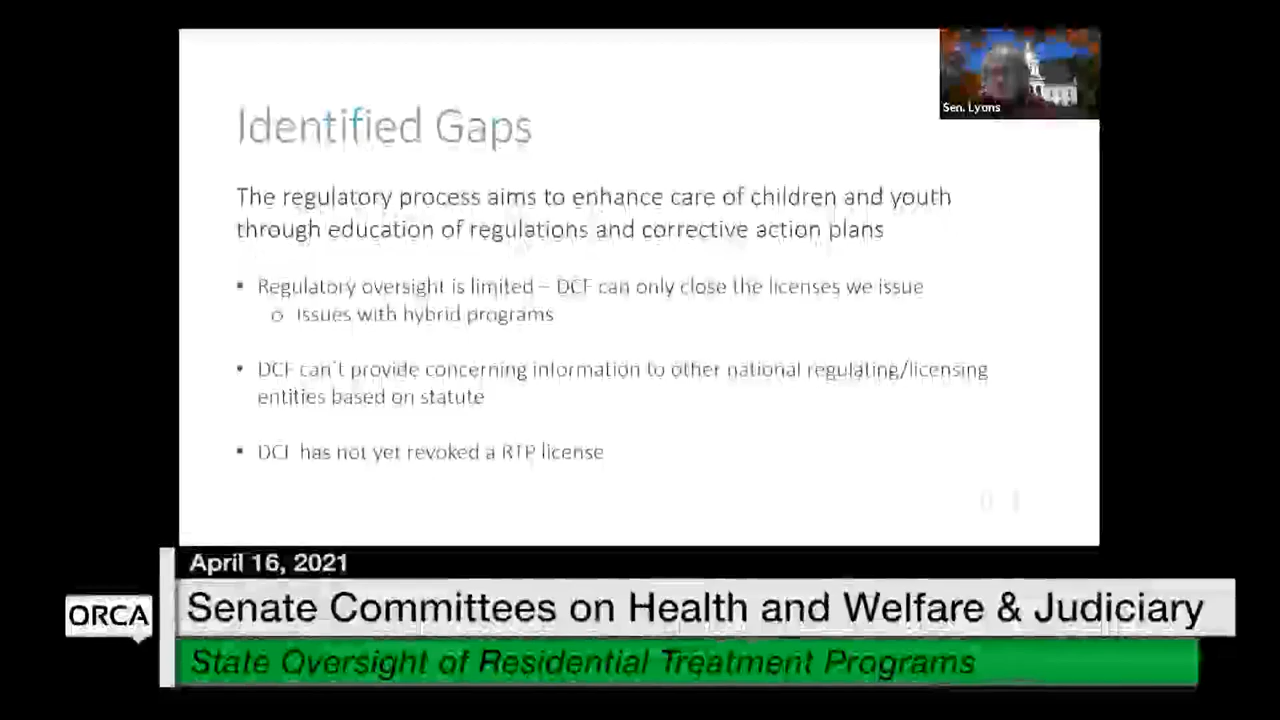 Sen. Lyons
Identified Gaps
The regulatory process aims to enhance care of children and youth
through education of regulations and corrective action plans
▪ Regulatory oversight is limited – DCF can only close the licenses we issue
o Issues with hybrid programs
▪ DCF can't provide concerning information to other national regulating/licensing
entities based on statute
▪ DCF has not yet revoked a RTP license
April 16, 2021
ORCA
Senate Committees on Health and Welfare & Judiciary
State Oversight of Residential Treatment Programs